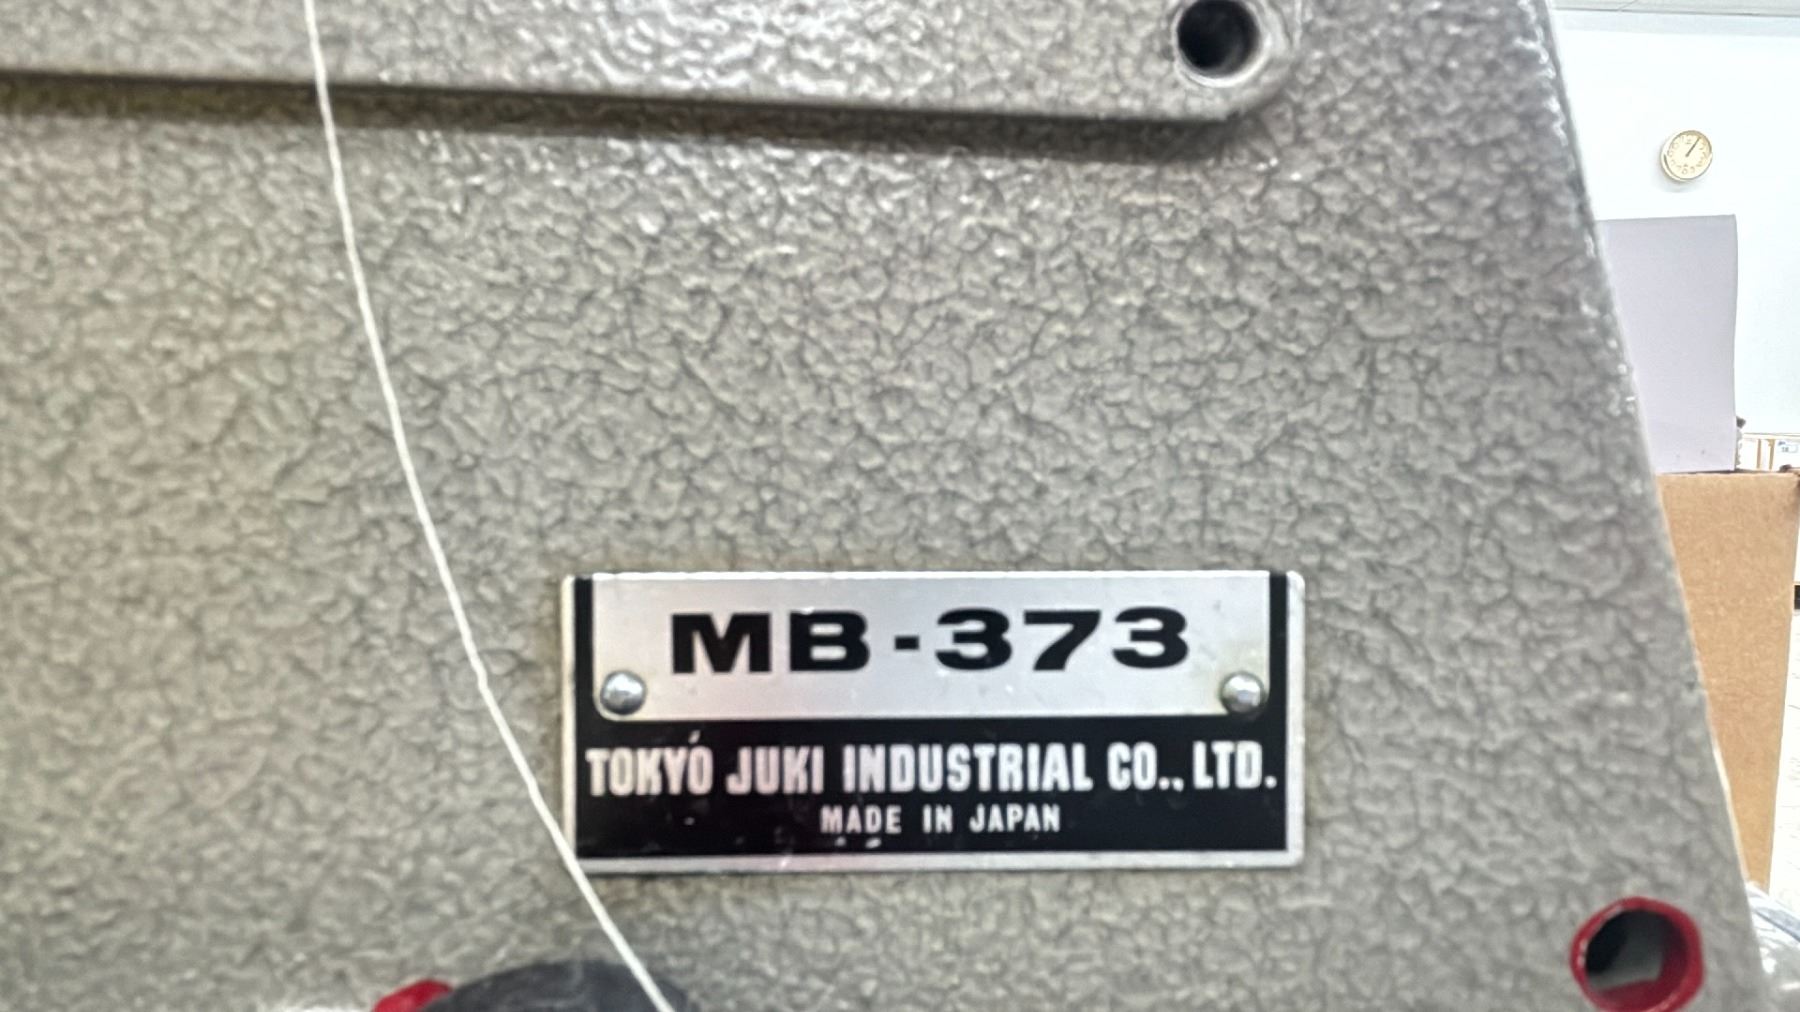 MB-373
TOKYO JUKI INDUSTRIAL CO., LTD.
MADE IN JAPAN